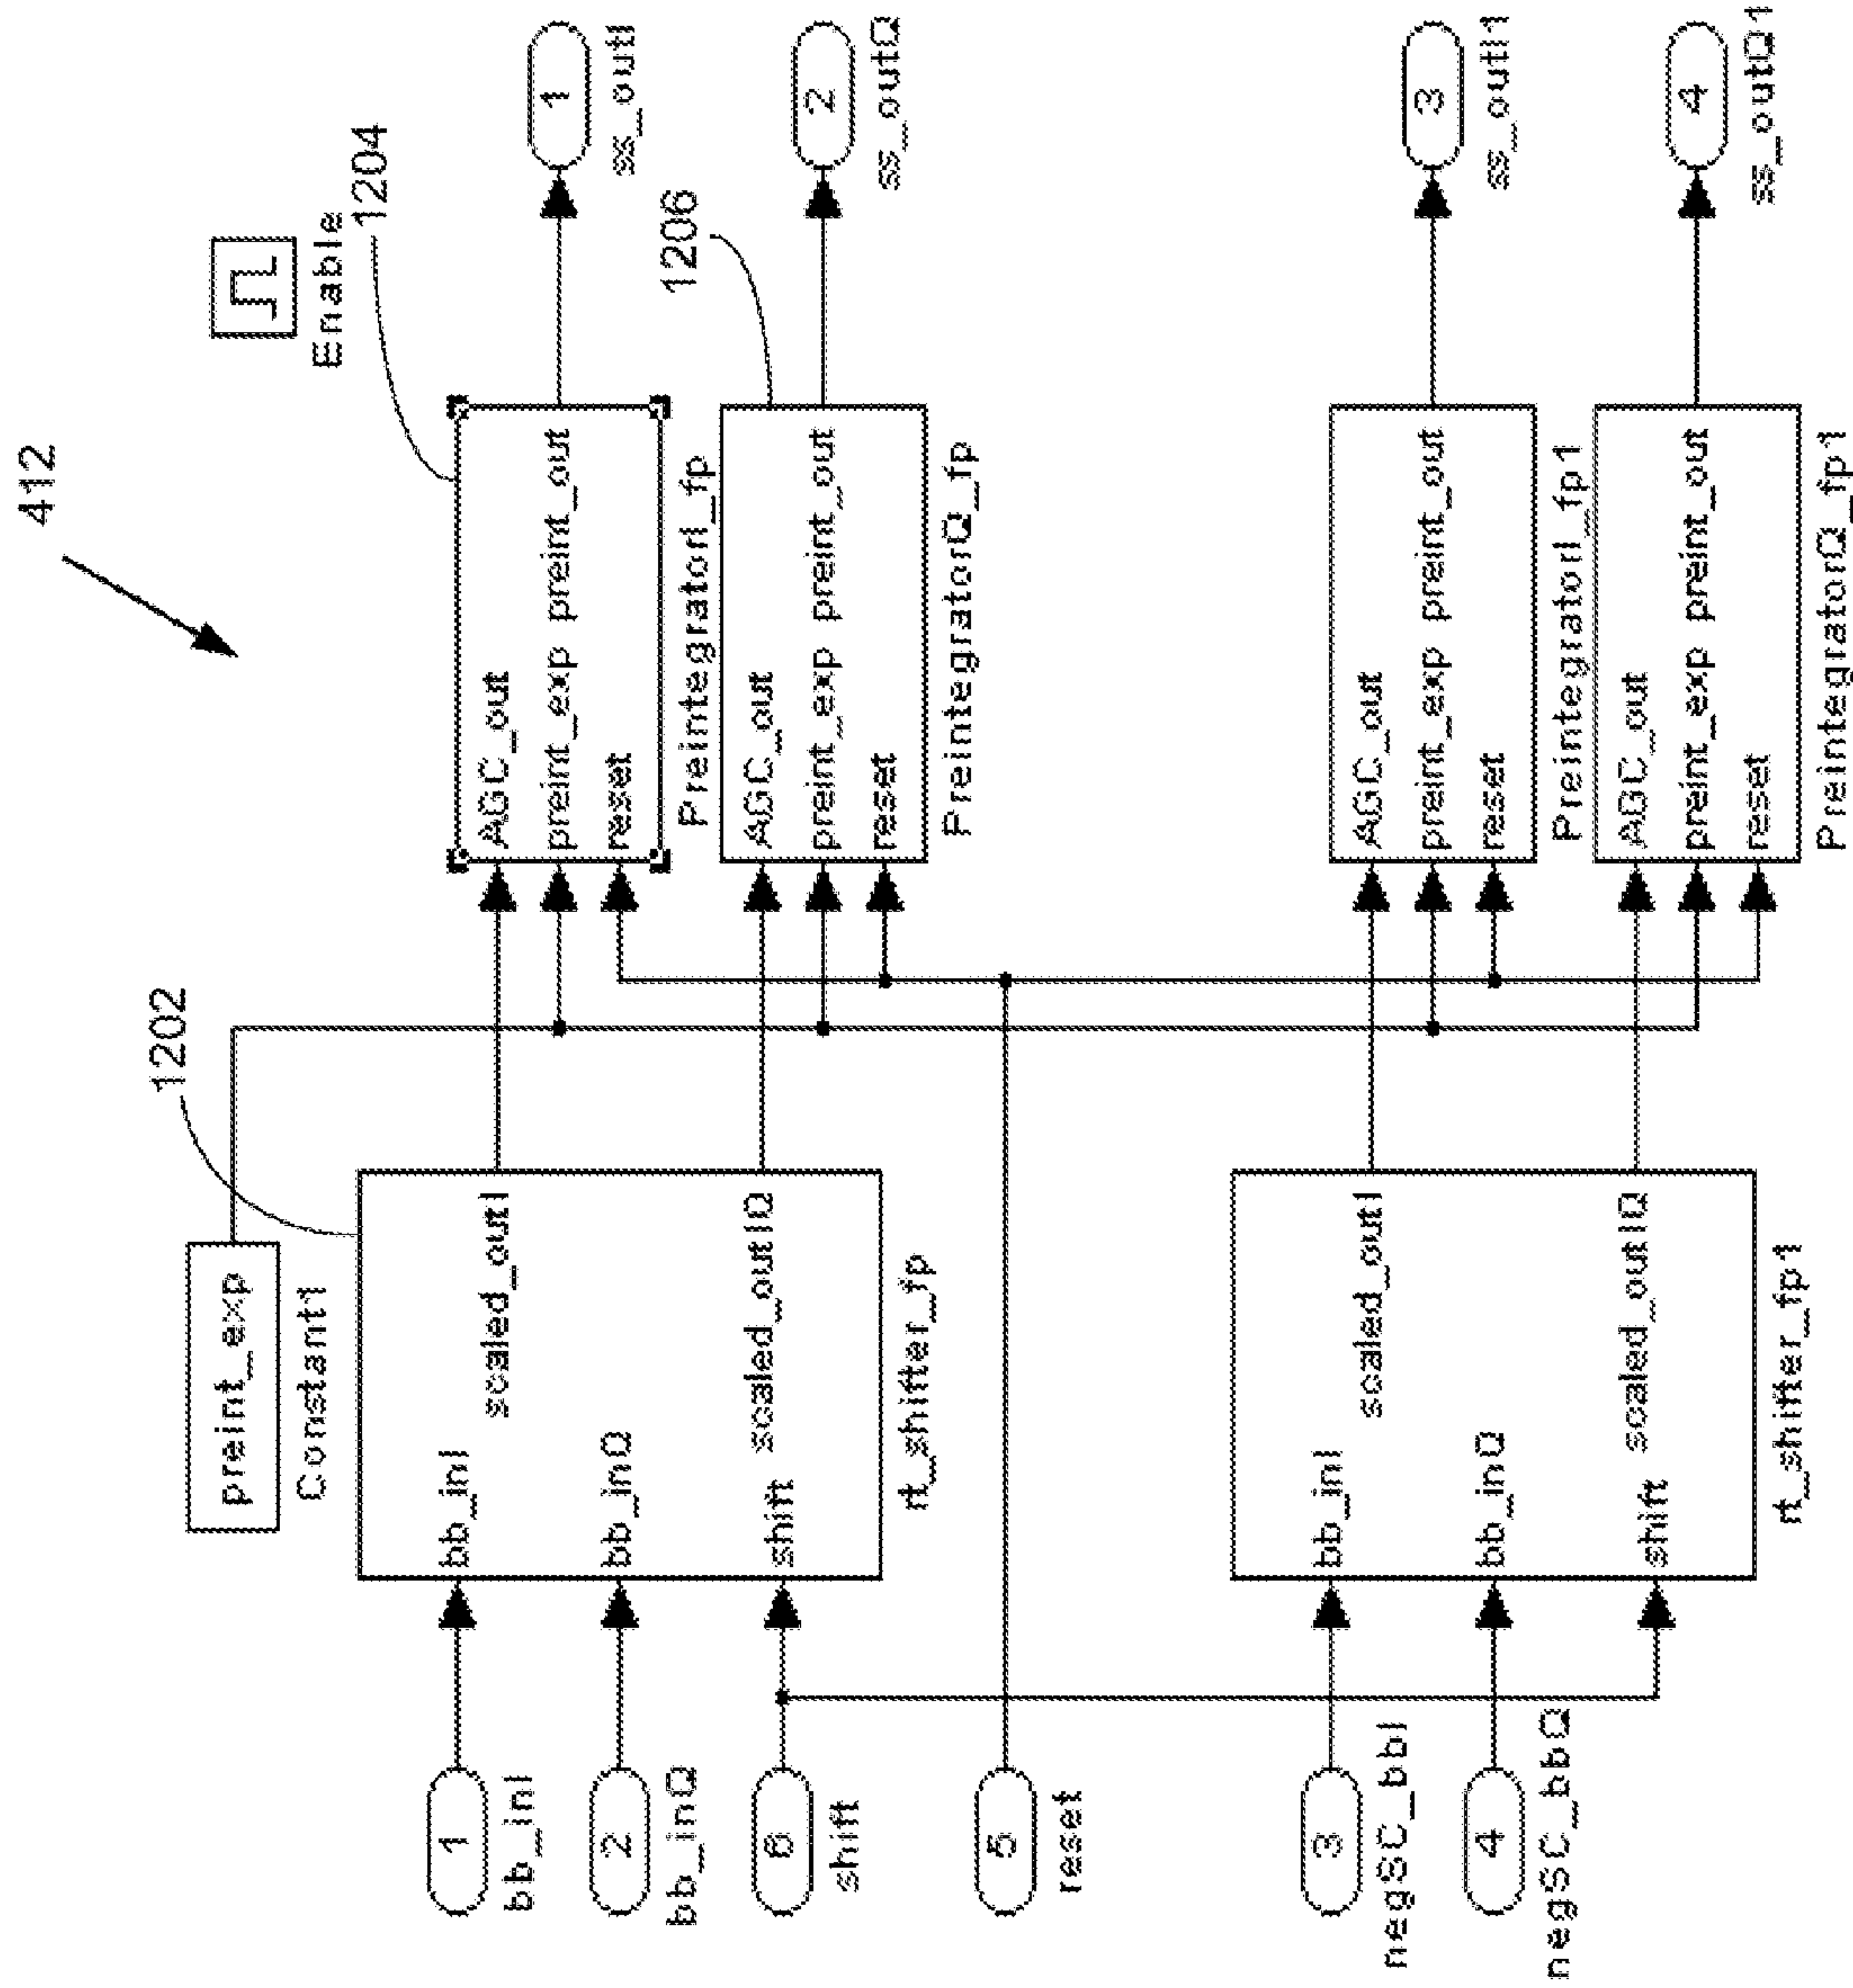 412
preint_exp
Constant1
1202
Enable
1204
1
bb_inI
2
bb_inQ
6
shift
bb_inI
scaled_outI
bb_inQ
scaled_out1Q
shift
rt_shifter_fp
AGC_out
preint_exp preint_out
reset
PreintegratorI_fp
1
ss_outI
1206
AGC_out
preint_exp preint_out
reset
PreintegratorQ_fp
2
ss_outQ
5
reset
3
negSC_bbI
4
negSC_bbQ
bb_inI
scaled_outI
bb_inQ
scaled_out1Q
shift
rt_shifter_fp1
AGC_out
preint_exp preint_out
reset
PreintegratorI_fp1
3
ss_outI1
AGC_out
preint_exp preint_out
reset
PreintegratorQ_fp1
4
ss_outQ1